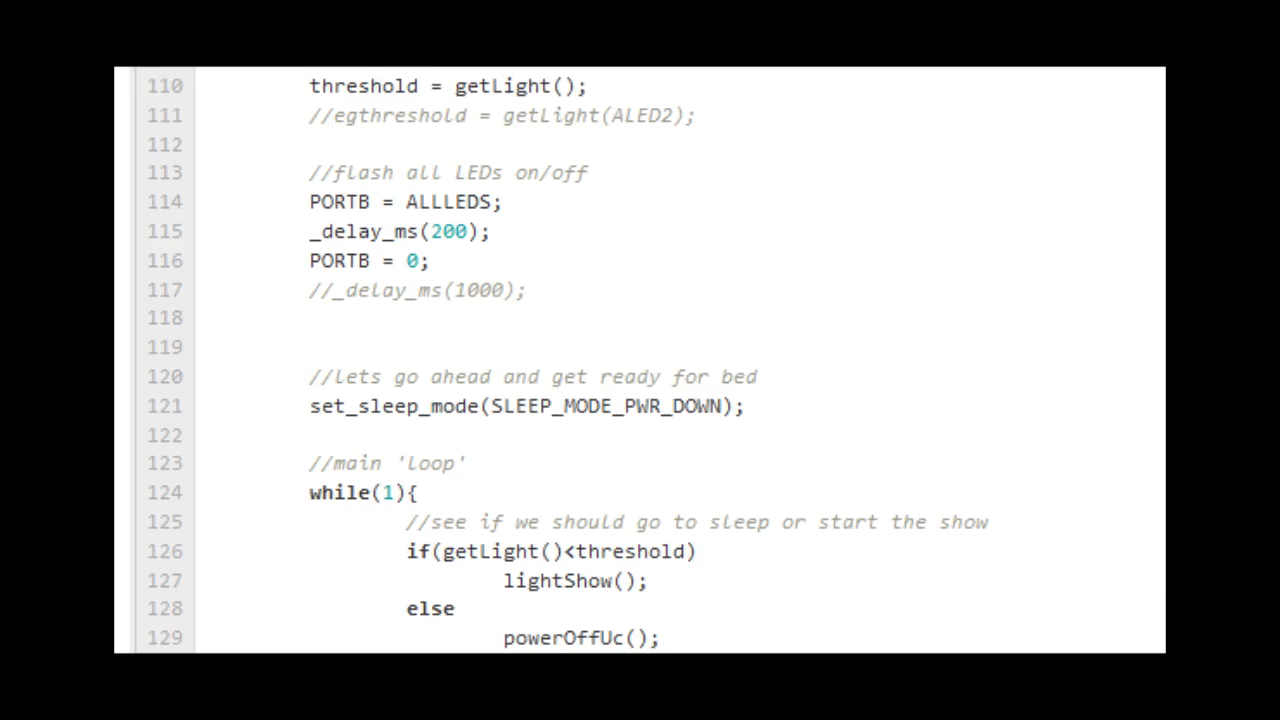 110 threshold = getLight();
111 //egthreshold = getLight(ALED2);
112
113 //flash all LEDs on/off
114 PORTB = ALLLEDS;
115 _delay_ms(200);
116 PORTB = 0;
117 //_delay_ms(1000);
118
119
120 //lets go ahead and get ready for bed
121 set_sleep_mode(SLEEP_MODE_PWR_DOWN);
122
123 //main 'loop'
124 while(1){
125 //see if we should go to sleep or start the show
126 if(getLight()<threshold)
127 lightShow();
128 else
129 powerOffUc();